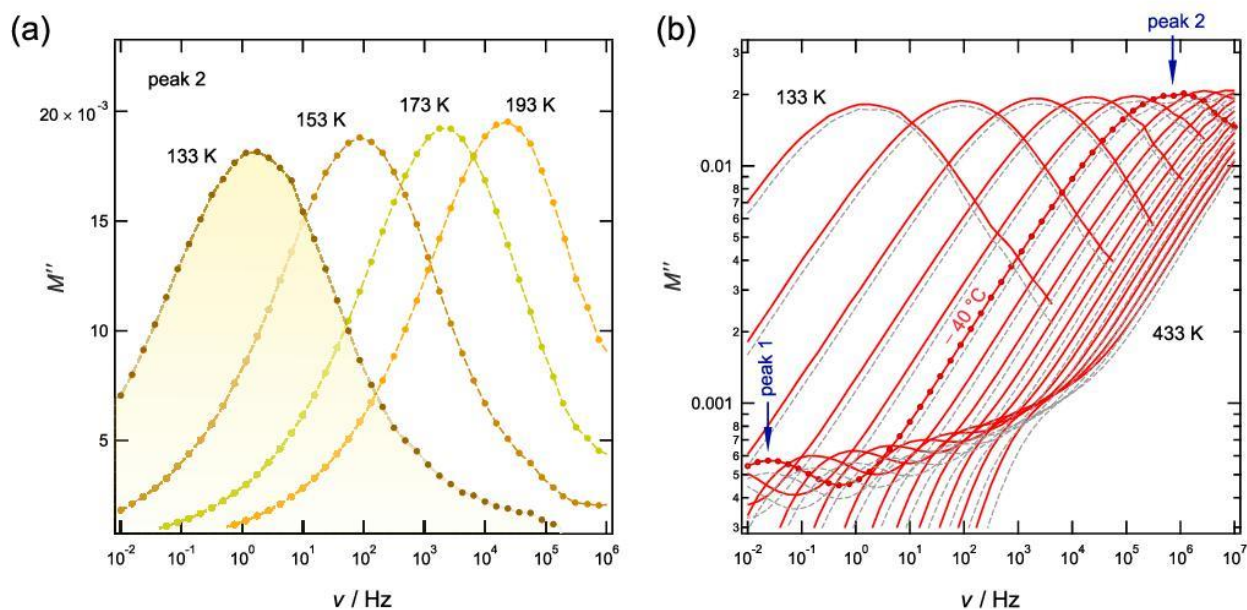 (a)
peak 2
133 K
153 K
173 K
193 K
20 × 10-3
15
10
5
M''
10-2
10-1
100
101
102
103
104
105
106
ν / Hz
(b)
peak 2
133 K
433 K
− 40 °C
peak 1
M''
3
2
0.01
8
7
6
5
4
3
2
0.001
8
7
6
5
4
3
10-2
10-1
100
101
102
103
104
105
106
107
ν / Hz